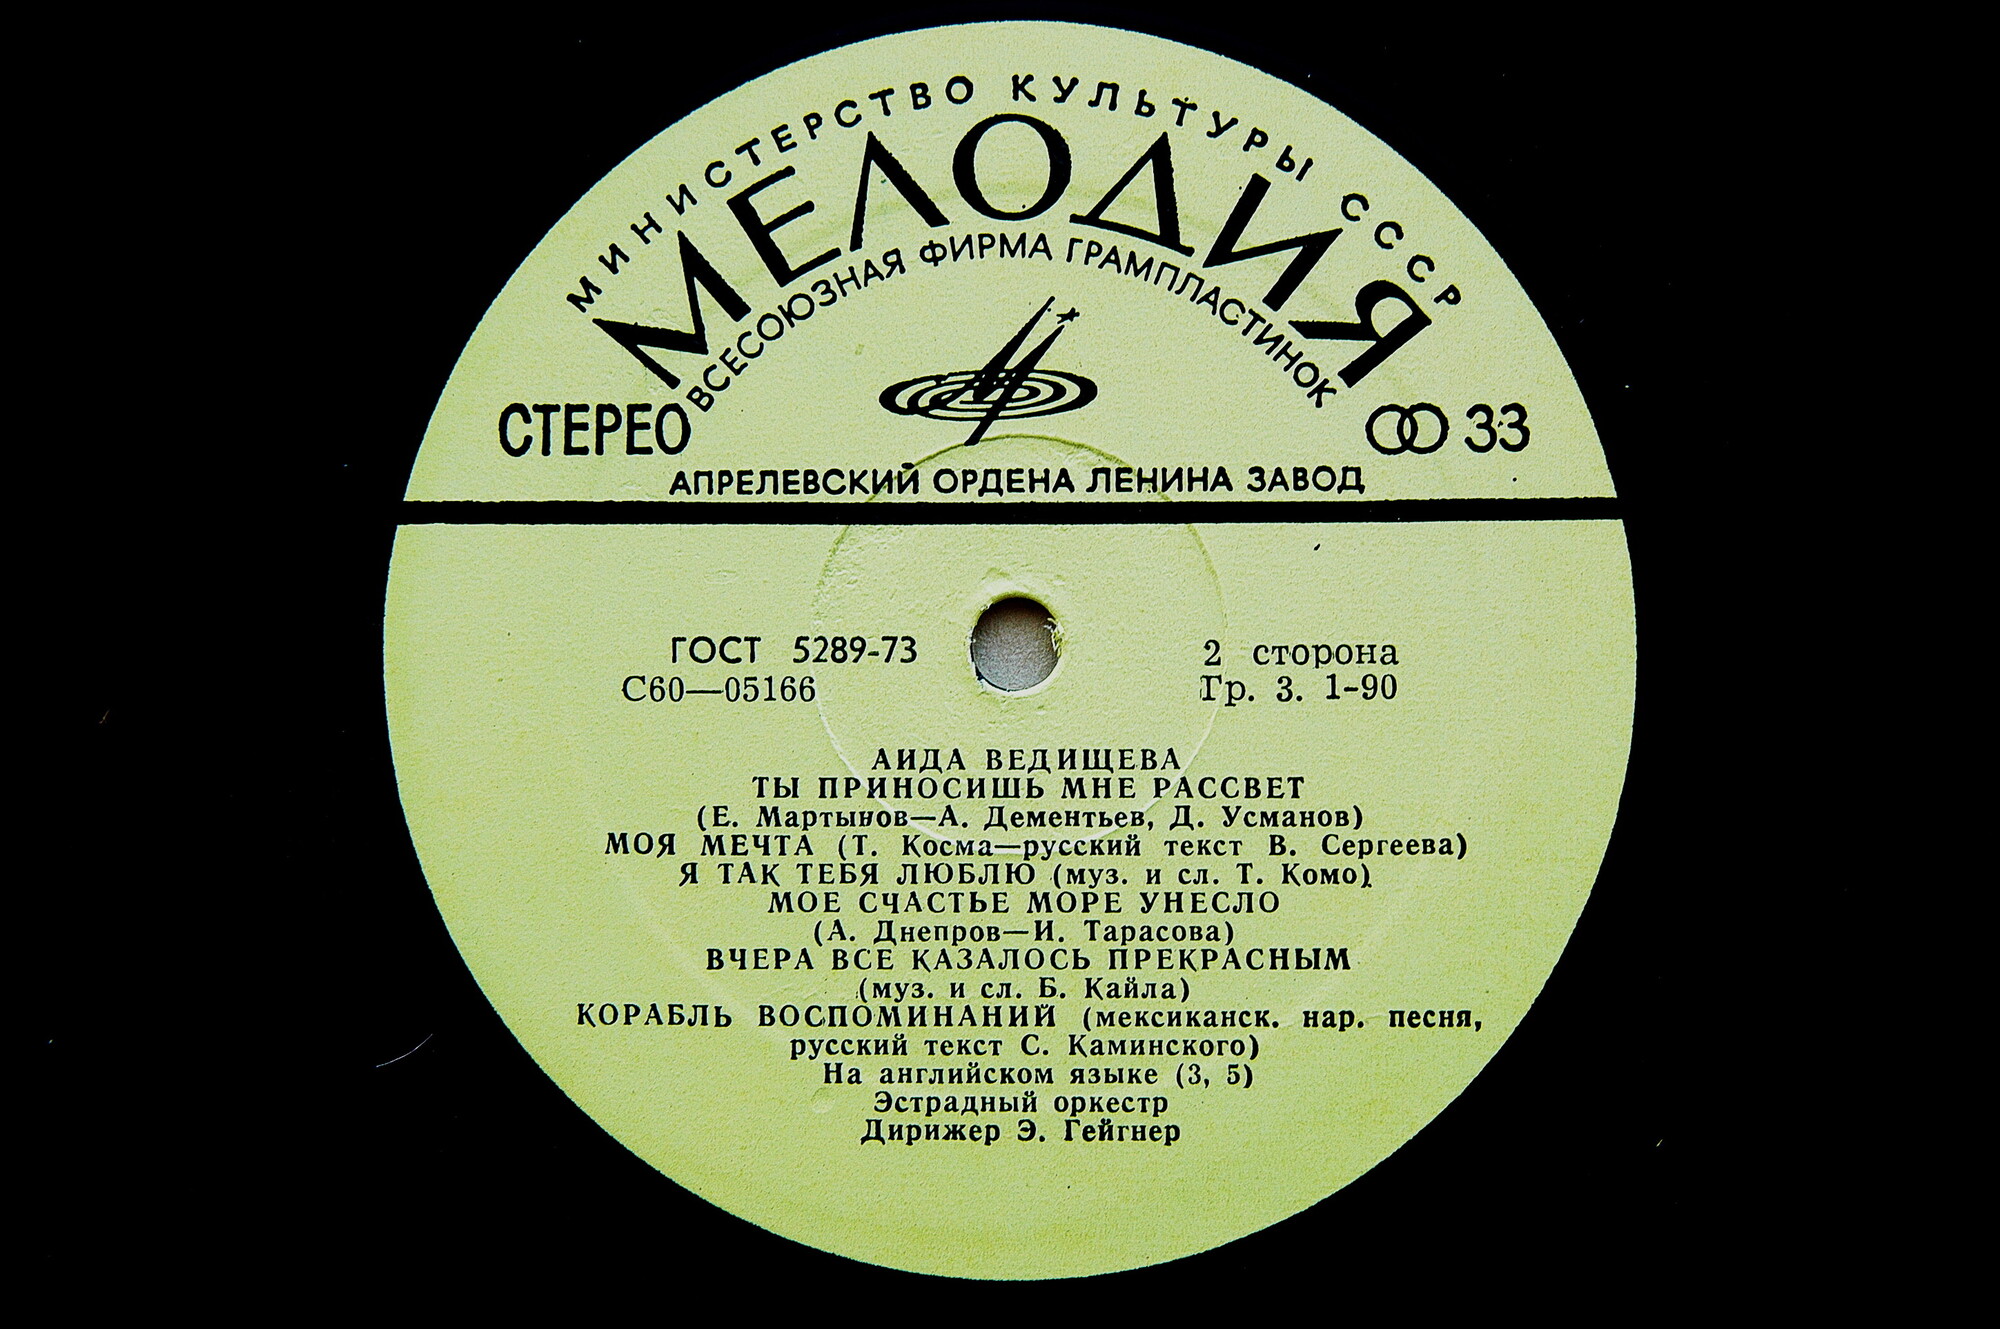 МИНИСТЕРСТВО КУЛЬТУРЫ СССР
МЕЛОДИЯ
ВСЕСОЮЗНАЯ ФИРМА ГРАМПЛАСТИНОК
СТЕРЕО 33
АПРЕЛЕВСКИЙ ОРДЕНА ЛЕНИНА ЗАВОД
ГОСТ 5289-73 2 сторона
С60—05166 Гр. 3. 1-90
АИДА ВЕДИЩЕВА
ТЫ ПРИНОСИШЬ МНЕ РАССВЕТ
(Е. Мартынов—А. Дементьев, Д. Усманов)
МОЯ МЕЧТА (Т. Косма—русский текст В. Сергеева)
Я ТАК ТЕБЯ ЛЮБЛЮ (муз. и сл. Т. Комо).
МОЕ СЧАСТЬЕ МОРЕ УНЕСЛО
(А. Днепров—И. Тарасова)
ВЧЕРА ВСЕ КАЗАЛОСЬ ПРЕКРАСНЫМ
(муз. и сл. Б. Кайла)
КОРАБЛЬ ВОСПОМИНАНИЙ (мексиканск. нар. песня,
русский текст С. Каминского)
На английском языке (3, 5)
Эстрадный оркестр
Дирижер Э. Гейгнер